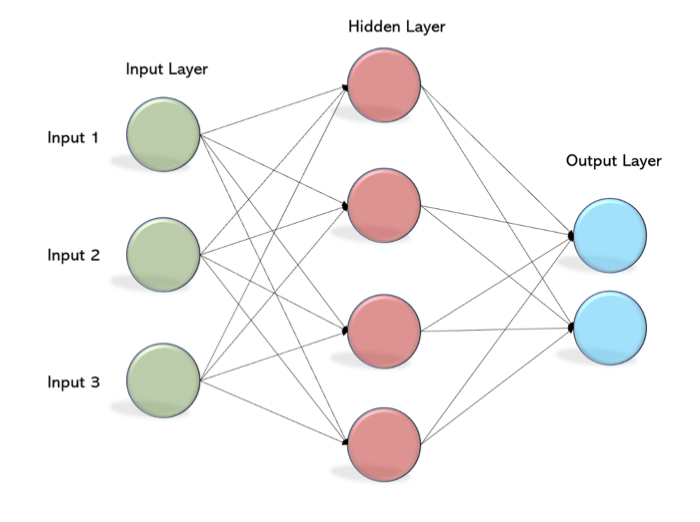 Hidden Layer
Input Layer
Input 1
Output Layer
Input 2
Input 3